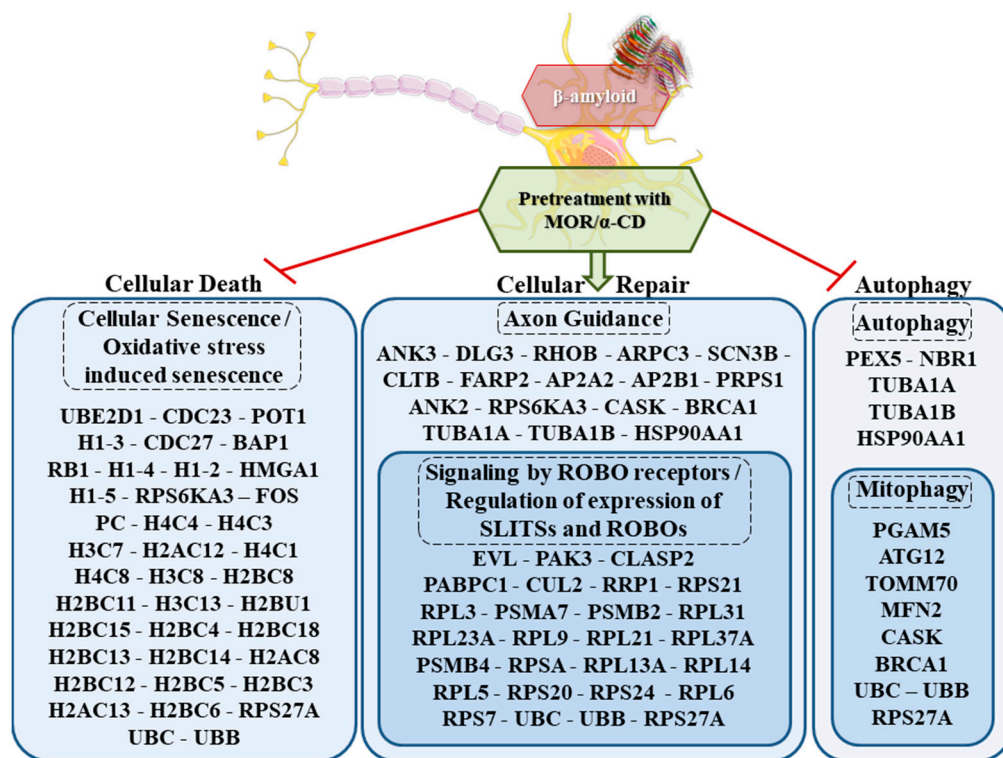 β-amyloid
Pretreatment with
MOR/α-CD
Cellular Death
Cellular Senescence /
Oxidative stress
induced senescence
UBE2D1 - CDC23 - POT1
H1-3 - CDC27 - BAP1
RB1 - H1-4 - H1-2 - HMGA1
H1-5 - RPS6KA3 – FOS
PC - H4C4 - H4C3
H3C7 - H2AC12 - H4C1
H4C8 - H3C8 - H2BC8
H2BC11 - H3C13 - H2BU1
H2BC15 - H2BC4 - H2BC18
H2BC13 - H2BC14 - H2AC8
H2BC12 - H2BC5 - H2BC3
H2AC13 - H2BC6 - RPS27A
UBC - UBB
Cellular Repair
Axon Guidance
ANK3 - DLG3 - RHOB - ARPC3 - SCN3B -
CLTB - FARP2 - AP2A2 - AP2B1 - PRPS1
ANK2 - RPS6KA3 - CASK - BRCA1
TUBA1A - TUBA1B - HSP90AA1
Signaling by ROBO receptors /
Regulation of expression of
SLITSs and ROBOs
EVL - PAK3 - CLASP2
PABPC1 - CUL2 - RRP1 - RPS21
RPL3 - PSMA7 - PSMB2 - RPL31
RPL23A - RPL9 - RPL21 - RPL37A
PSMB4 - RPSA - RPL13A - RPL14
RPL5 - RPS20 - RPS24 - RPL6
RPS7 - UBC - UBB - RPS27A
Autophagy
Autophagy
PEX5 - NBR1
TUBA1A
TUBA1B
HSP90AA1
Mitophagy
PGAM5
ATG12
TOMM70
MFN2
CASK
BRCA1
UBC – UBB
RPS27A